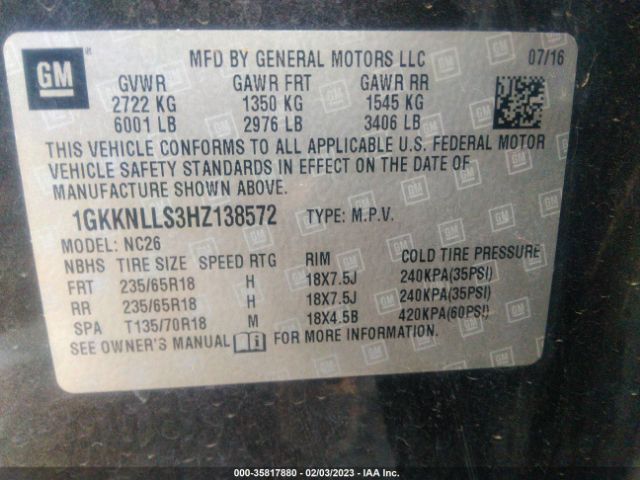 GM
MFD BY GENERAL MOTORS LLC 07/16
GVWR GAWR FRT GAWR RR
2722 KG 1350 KG 1545 KG
6001 LB 2976 LB 3406 LB
THIS VEHICLE CONFORMS TO ALL APPLICABLE U.S. FEDERAL MOTOR
VEHICLE SAFETY STANDARDS IN EFFECT ON THE DATE OF
MANUFACTURE SHOWN ABOVE.
1GKKNLLS3HZ138572 TYPE: M.P.V.
MODEL: NC26
NBHS TIRE SIZE SPEED RTG RIM COLD TIRE PRESSURE
FRT 235/65R18 H 18X7.5J 240KPA(35PSI)
RR 235/65R18 H 18X7.5J 240KPA(35PSI)
SPA T135/70R18 M 18X4.5B 420KPA(60PSI)
SEE OWNER'S MANUAL FOR MORE INFORMATION.
000-35817880 - 02/03/2023 - IAA Inc.